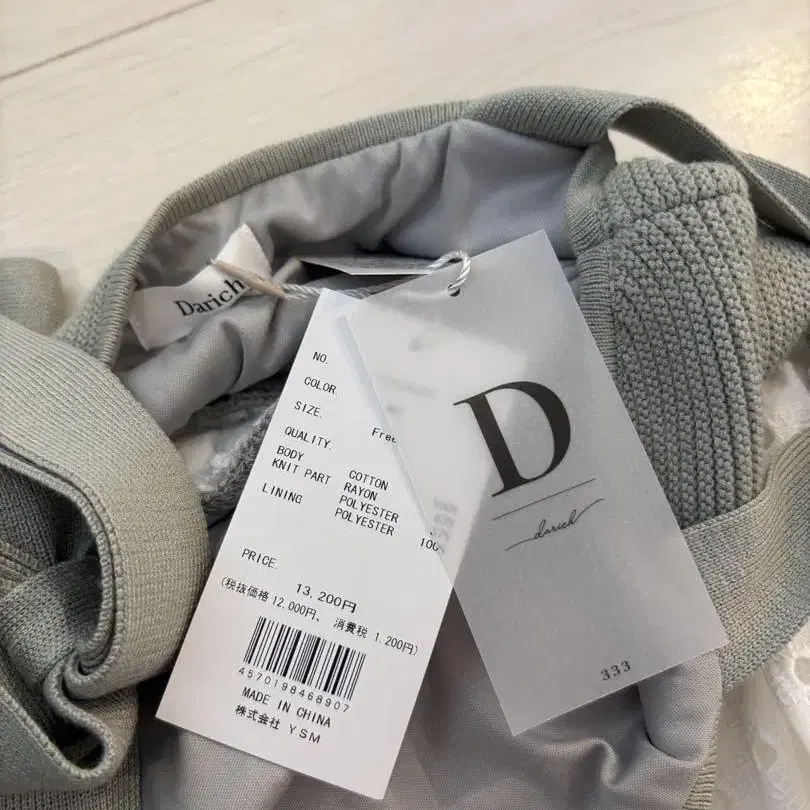 Darich
NO.
COLOR.
SIZE. Free
QUALITY.
BODY COTTON
KNIT PART RAYON
POLYESTER
LINING POLYESTER 100
PRICE.
13,200円
(税抜価格 12,000円、 消費税 1,200円)
4570198468907
MADE IN CHINA
株式会社 YSM
D
darich
333